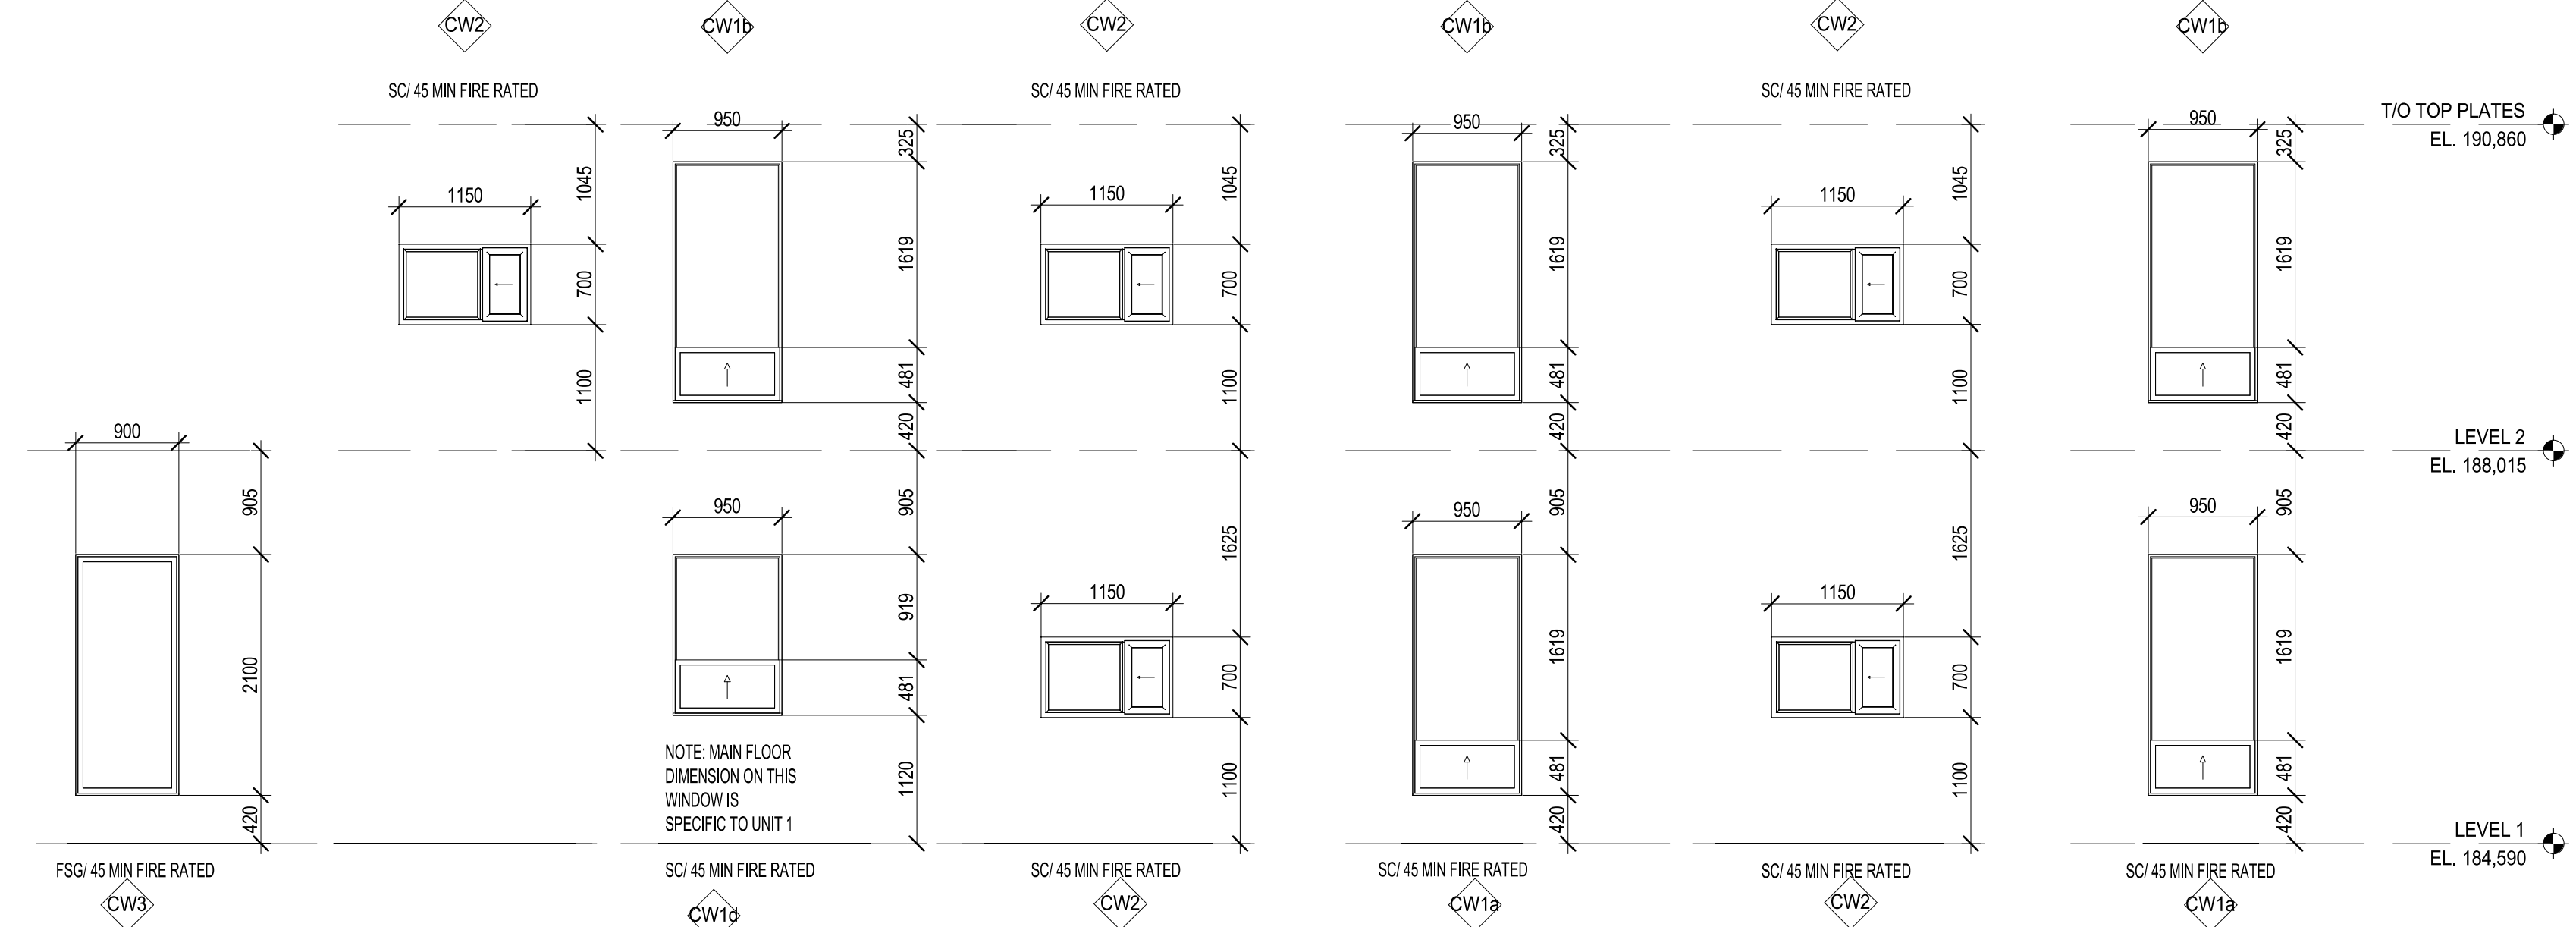 CW2
CW1b
CW2
CW1b
CW2
CW1b
SC/ 45 MIN FIRE RATED
SC/ 45 MIN FIRE RATED
SC/ 45 MIN FIRE RATED
T/O TOP PLATES
EL. 190,860
950
950
950
325
325
325
1045
1045
1045
1150
1150
1150
1619
1619
1619
700
700
700
481
481
481
1100
1100
1100
420
420
420
LEVEL 2
EL. 188,015
900
905
905
905
905
950
950
950
1625
1625
1150
1150
919
1619
1619
2100
481
700
700
NOTE: MAIN FLOOR
DIMENSION ON THIS
WINDOW IS
SPECIFIC TO UNIT 1
1120
1100
1100
481
481
420
420
420
LEVEL 1
EL. 184,590
FSG/ 45 MIN FIRE RATED
SC/ 45 MIN FIRE RATED
SC/ 45 MIN FIRE RATED
SC/ 45 MIN FIRE RATED
SC/ 45 MIN FIRE RATED
SC/ 45 MIN FIRE RATED
CW3
CW1d
CW2
CW1a
CW2
CW1a